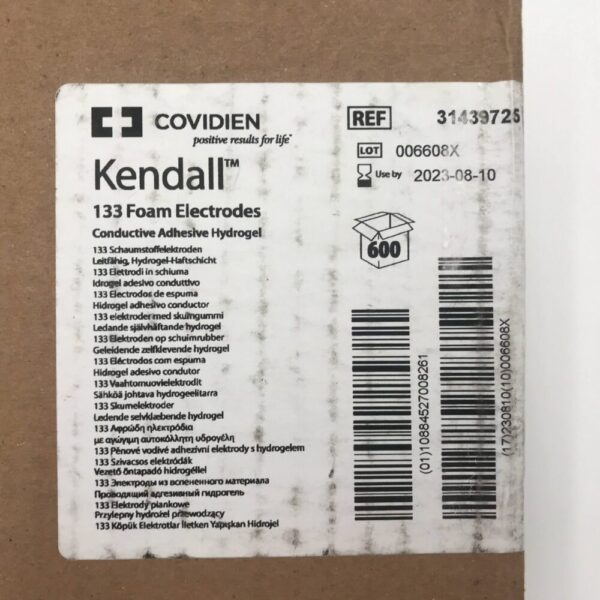 COVIDIEN
positive results for life™
Kendall™
133 Foam Electrodes
Conductive Adhesive Hydrogel
133 Schaumstoffelektroden
Leitfähig, Hydrogel-Haftschicht
133 Elettrodi in schiuma
Idrogel adesivo conduttivo
133 Electrodos de espuma
Hidrogel adhesivo conductor
133 elektroder med skumgummi
Ledande självhäftande hydrogel
133 Elektroden op schuimrubber
Geleidende zelfklevende hydrogel
133 Eléctrodos com espuma
Hidrogel adesivo condutor
133 Vaahtomuovielektrodit
Sähköä johtava hydrogeeliatarra
133 Skumelektroder
Ledende selvklæbende hydrogel
133 Αφρώδη ηλεκτρόδια
με αγώγιμη αυτοκόλλητη υδρογέλη
133 Pěnové vodivé adhezivní elektrody s hydrogelem
133 Szivacsos elektródák
Vezető öntapadó hidrogéllel
133 Электроды из вспененного материала
Проводящий адгезивный гидрогель
133 Elektrody piankowe
Przylepny hydrożel przewodzący
133 Köpük Elektrotlar İletken Yapışkan Hidrojel
REF 31439725
LOT 006608X
Use by 2023-08-10
600
(01)10884527008261
(17)230810(10)006608X